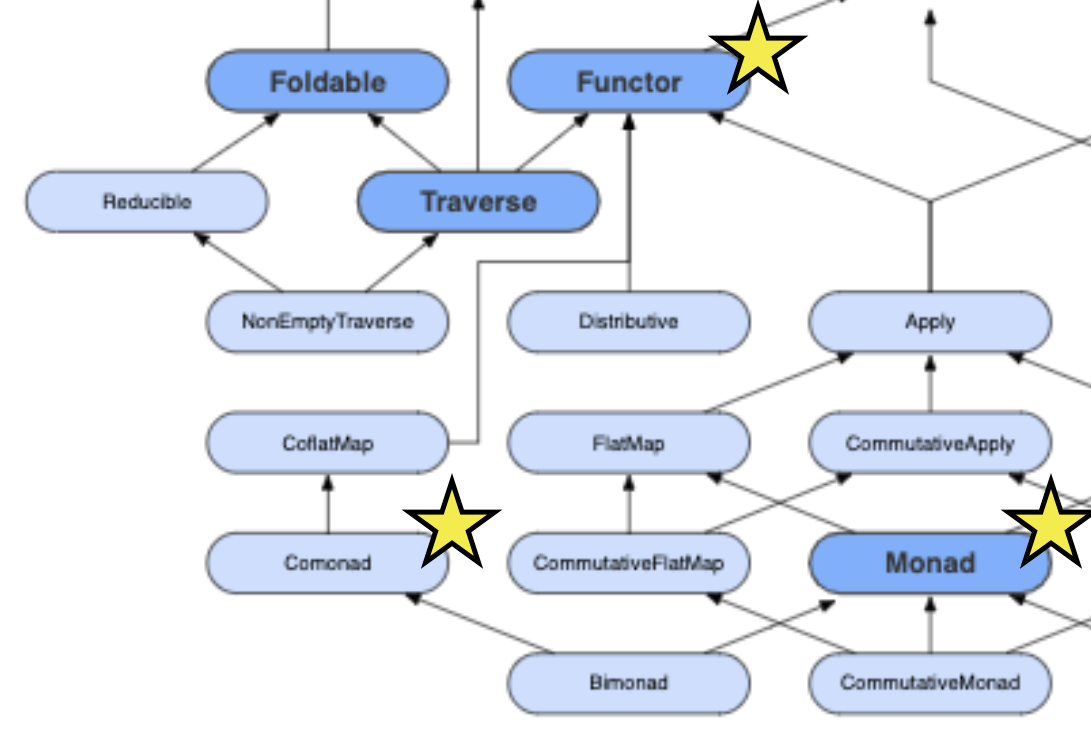 Foldable
Functor
Reducible
Traverse
NonEmptyTraverse
Distributive
Apply
CoflatMap
FlatMap
CommutativeApply
Comonad
CommutativeFlatMap
Monad
Bimonad
CommutativeMonad